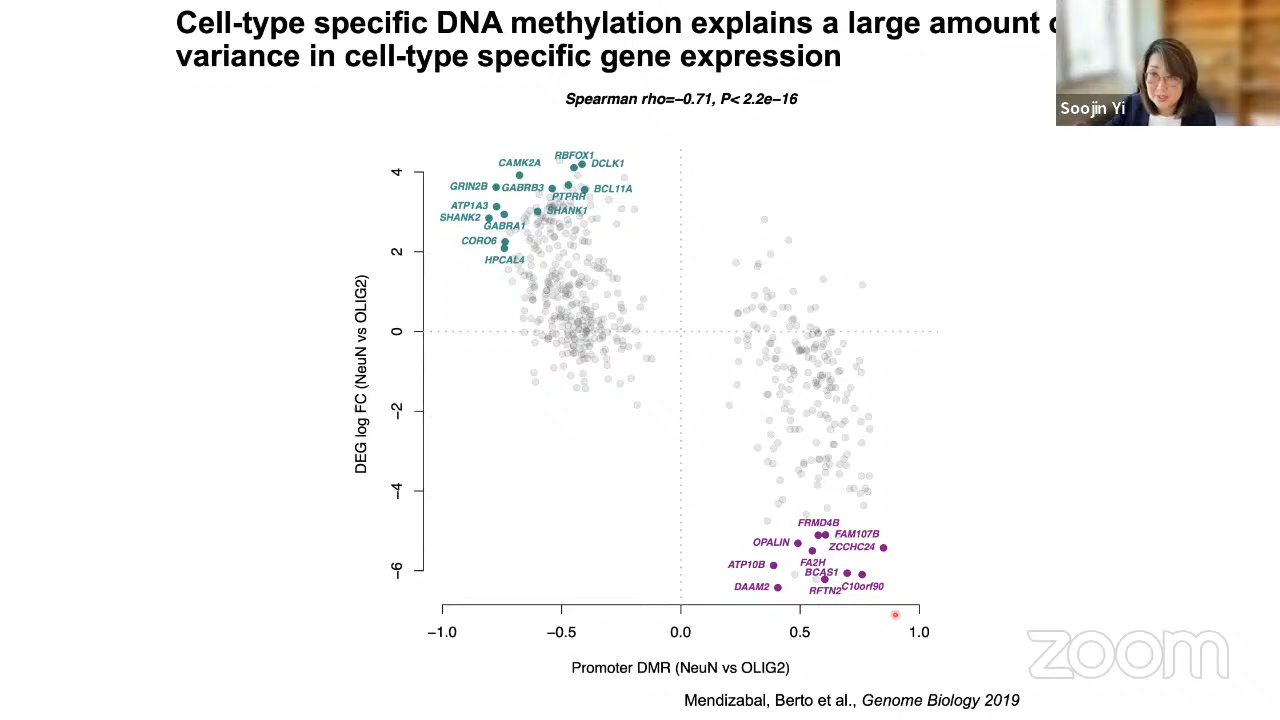 Cell-type specific DNA methylation explains a large amount
variance in cell-type specific gene expression
Soojin Yi
Spearman rho=−0.71, P< 2.2e−16
RBFOX1
CAMK2A
DCLK1
GRIN2B
GABRB3
BCL11A
PTPRR
ATP1A3
SHANK1
SHANK2
GABRA1
CORO6
HPCAL4
4
2
0
−2
−4
−6
DEG log FC (NeuN vs OLIG2)
FRMD4B
FAM107B
OPALIN
ZCCHC24
FA2H
ATP10B
BCAS1
DAAM2
RFTN2
C10orf90
−1.0
−0.5
0.0
0.5
1.0
Promoter DMR (NeuN vs OLIG2)
zoom
Mendizabal, Berto et al., Genome Biology 2019